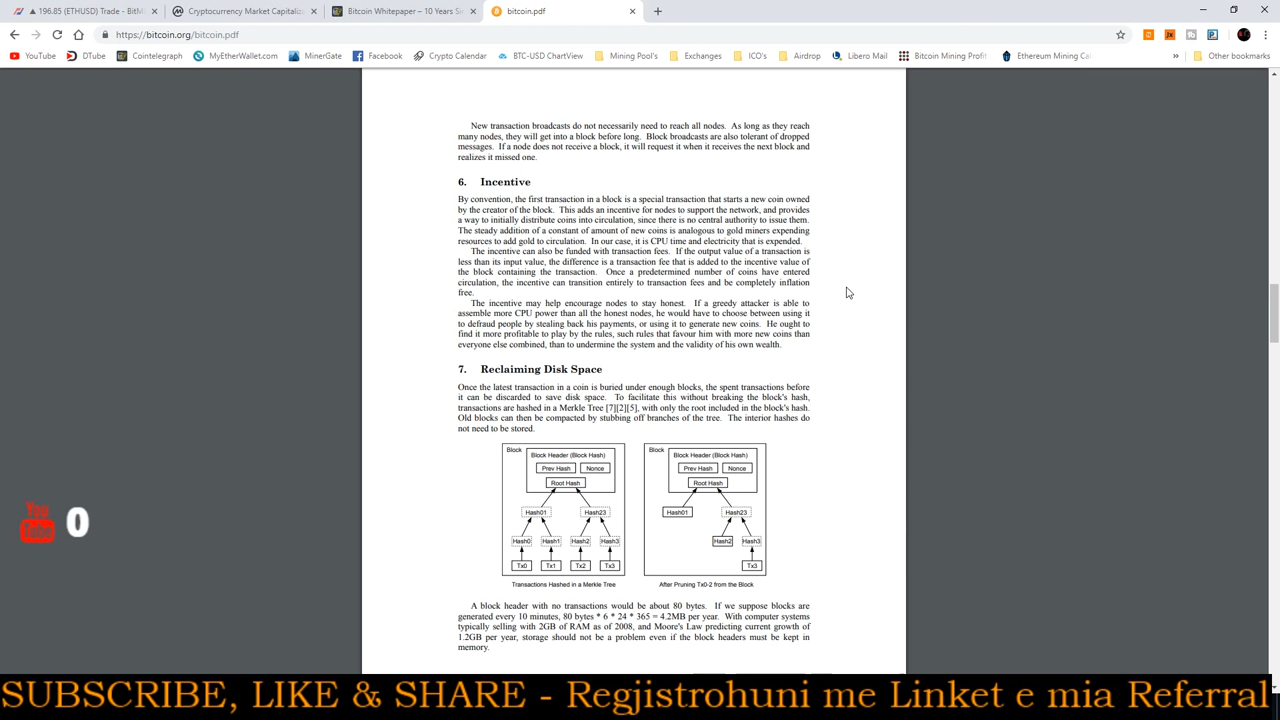 ▲ 196.85 (ETHUSD) Trade - BitM
Cryptocurrency Market Capitaliz
Bitcoin Whitepaper – 10 Years Si
bitcoin.pdf
https://bitcoin.org/bitcoin.pdf
YouTube
DTube
Cointelegraph
MyEtherWallet.com
MinerGate
Facebook
Crypto Calendar
BTC-USD ChartView
Mining Pool's
Exchanges
ICO's
Airdrop
Libero Mail
Bitcoin Mining Profit
Ethereum Mining Ca
»
Other bookmarks
New transaction broadcasts do not necessarily need to reach all nodes. As long as they reach
many nodes, they will get into a block before long. Block broadcasts are also tolerant of dropped
messages. If a node does not receive a block, it will request it when it receives the next block and
realizes it missed one.
6. Incentive
By convention, the first transaction in a block is a special transaction that starts a new coin owned
by the creator of the block. This adds an incentive for nodes to support the network, and provides
a way to initially distribute coins into circulation, since there is no central authority to issue them.
The steady addition of a constant of amount of new coins is analogous to gold miners expending
resources to add gold to circulation. In our case, it is CPU time and electricity that is expended.
The incentive can also be funded with transaction fees. If the output value of a transaction is
less than its input value, the difference is a transaction fee that is added to the incentive value of
the block containing the transaction. Once a predetermined number of coins have entered
circulation, the incentive can transition entirely to transaction fees and be completely inflation
free.
The incentive may help encourage nodes to stay honest. If a greedy attacker is able to
assemble more CPU power than all the honest nodes, he would have to choose between using it
to defraud people by stealing back his payments, or using it to generate new coins. He ought to
find it more profitable to play by the rules, such rules that favour him with more new coins than
everyone else combined, than to undermine the system and the validity of his own wealth.
7. Reclaiming Disk Space
Once the latest transaction in a coin is buried under enough blocks, the spent transactions before
it can be discarded to save disk space. To facilitate this without breaking the block's hash,
transactions are hashed in a Merkle Tree [7][2][5], with only the root included in the block's hash.
Old blocks can then be compacted by stubbing off branches of the tree. The interior hashes do
not need to be stored.
Block
Block Header (Block Hash)
Prev Hash Nonce
Root Hash
Hash01 Hash23
Hash0 Hash1 Hash2 Hash3
Tx0 Tx1 Tx2 Tx3
Transactions Hashed in a Merkle Tree
Block
Block Header (Block Hash)
Prev Hash Nonce
Root Hash
Hash01 Hash23
Hash2 Hash3
Tx3
After Pruning Tx0-2 from the Block
A block header with no transactions would be about 80 bytes. If we suppose blocks are
generated every 10 minutes, 80 bytes * 6 * 24 * 365 = 4.2MB per year. With computer systems
typically selling with 2GB of RAM as of 2008, and Moore's Law predicting current growth of
1.2GB per year, storage should not be a problem even if the block headers must be kept in
memory.
You
Tube
0
SUBSCRIBE, LIKE & SHARE - Regjistrohuni me Linket e mia Referral